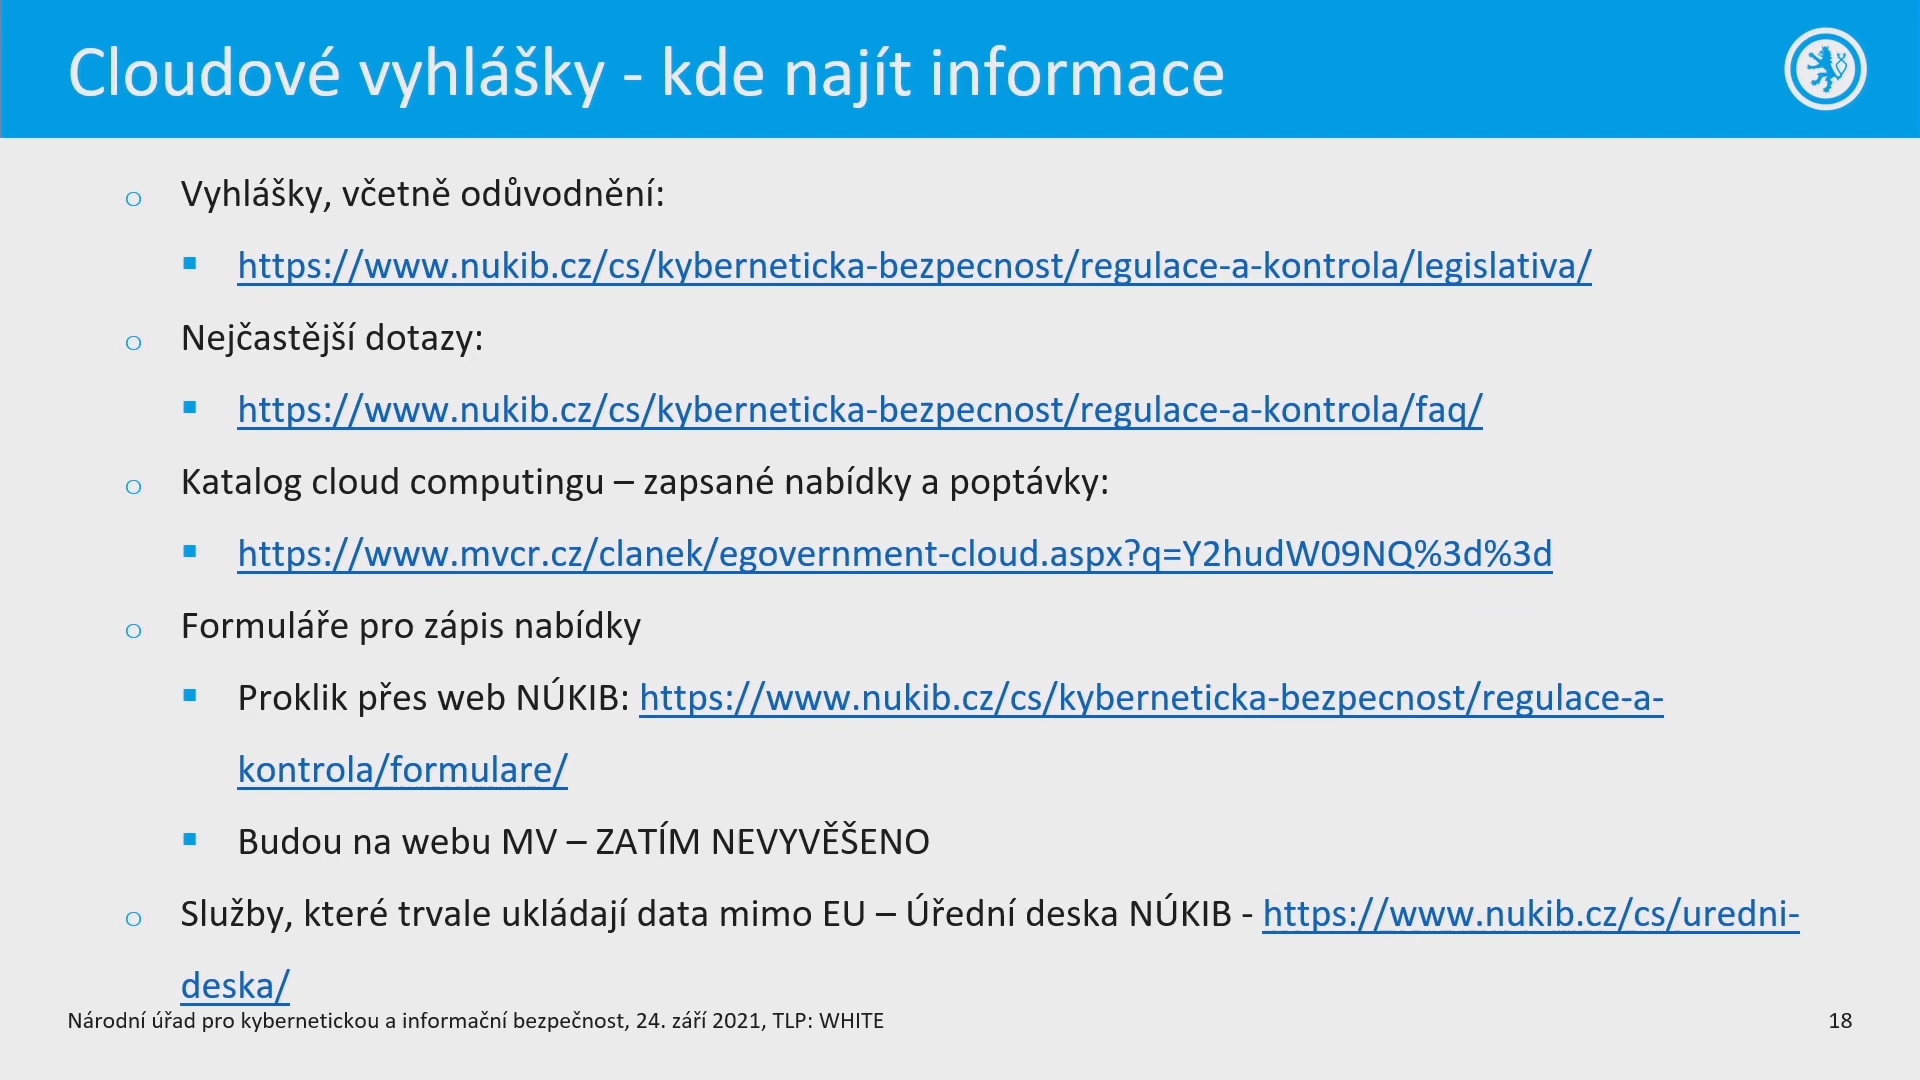 Cloudové vyhlášky - kde najít informace
o Vyhlášky, včetně odůvodnění:
▪ https://www.nukib.cz/cs/kyberneticka-bezpecnost/regulace-a-kontrola/legislativa/
o Nejčastější dotazy:
▪ https://www.nukib.cz/cs/kyberneticka-bezpecnost/regulace-a-kontrola/faq/
o Katalog cloud computingu – zapsané nabídky a poptávky:
▪ https://www.mvcr.cz/clanek/egovernment-cloud.aspx?q=Y2hudW09NQ%3d%3d
o Formuláře pro zápis nabídky
▪ Proklik přes web NÚKIB: https://www.nukib.cz/cs/kyberneticka-bezpecnost/regulace-a-
kontrola/formulare/
▪ Budou na webu MV – ZATÍM NEVYVĚŠENO
o Služby, které trvale ukládají data mimo EU – Úřední deska NÚKIB - https://www.nukib.cz/cs/uredni-
deska/
Národní úřad pro kybernetickou a informační bezpečnost, 24. září 2021, TLP: WHITE
18